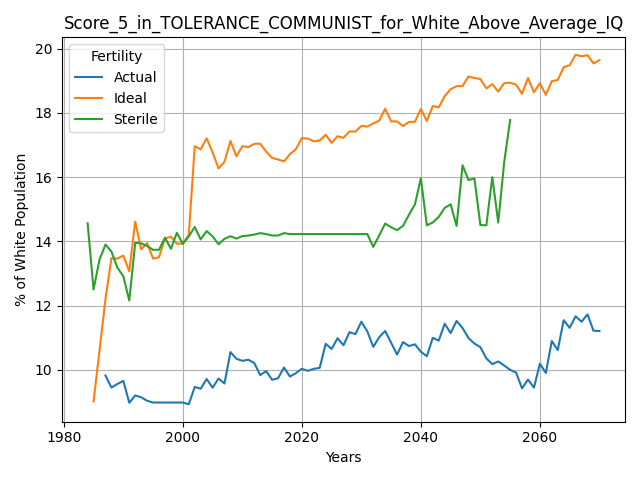 Score_5_in_TOLERANCE_COMMUNIST_for_White_Above_Average_IQ
Fertility
Actual
Ideal
Sterile
% of White Population
20
18
16
14
12
10
1980
2000
2020
2040
2060
Years